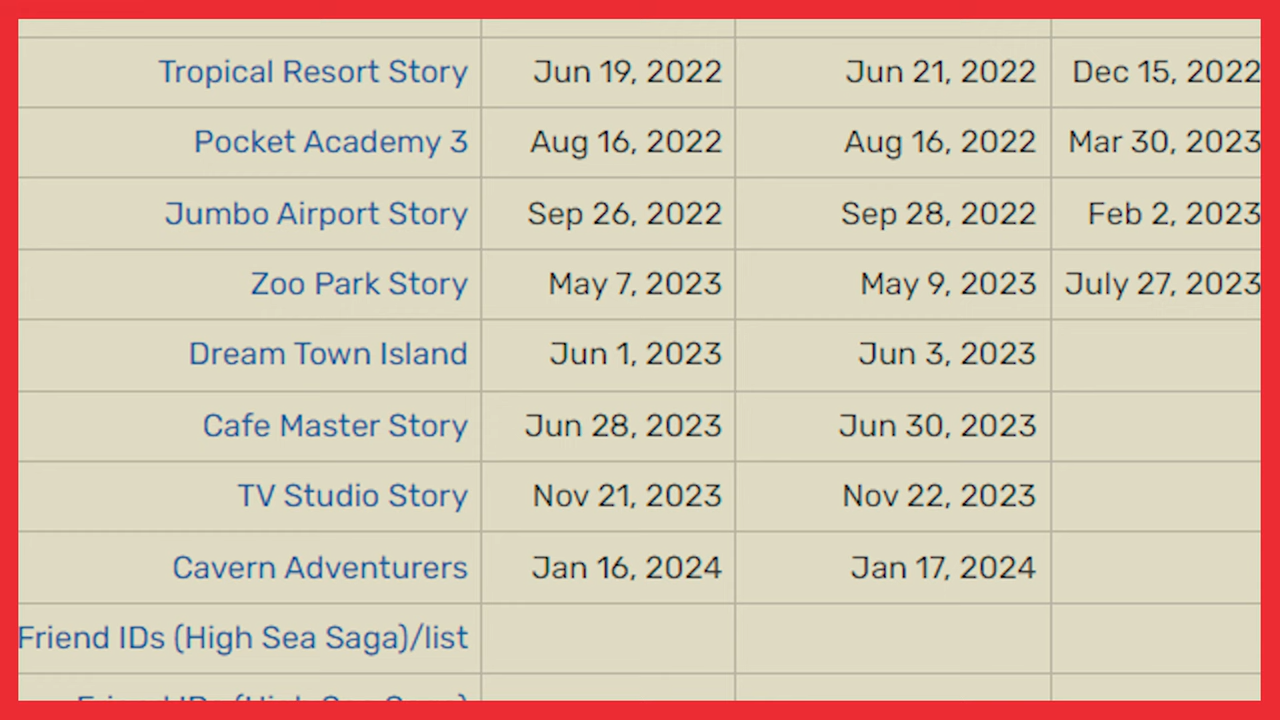 Tropical Resort Story Jun 19, 2022 Jun 21, 2022 Dec 15, 2022
Pocket Academy 3 Aug 16, 2022 Aug 16, 2022 Mar 30, 2023
Jumbo Airport Story Sep 26, 2022 Sep 28, 2022 Feb 2, 2023
Zoo Park Story May 7, 2023 May 9, 2023 July 27, 2023
Dream Town Island Jun 1, 2023 Jun 3, 2023
Cafe Master Story Jun 28, 2023 Jun 30, 2023
TV Studio Story Nov 21, 2023 Nov 22, 2023
Cavern Adventurers Jan 16, 2024 Jan 17, 2024
Friend IDs (High Sea Saga)/list